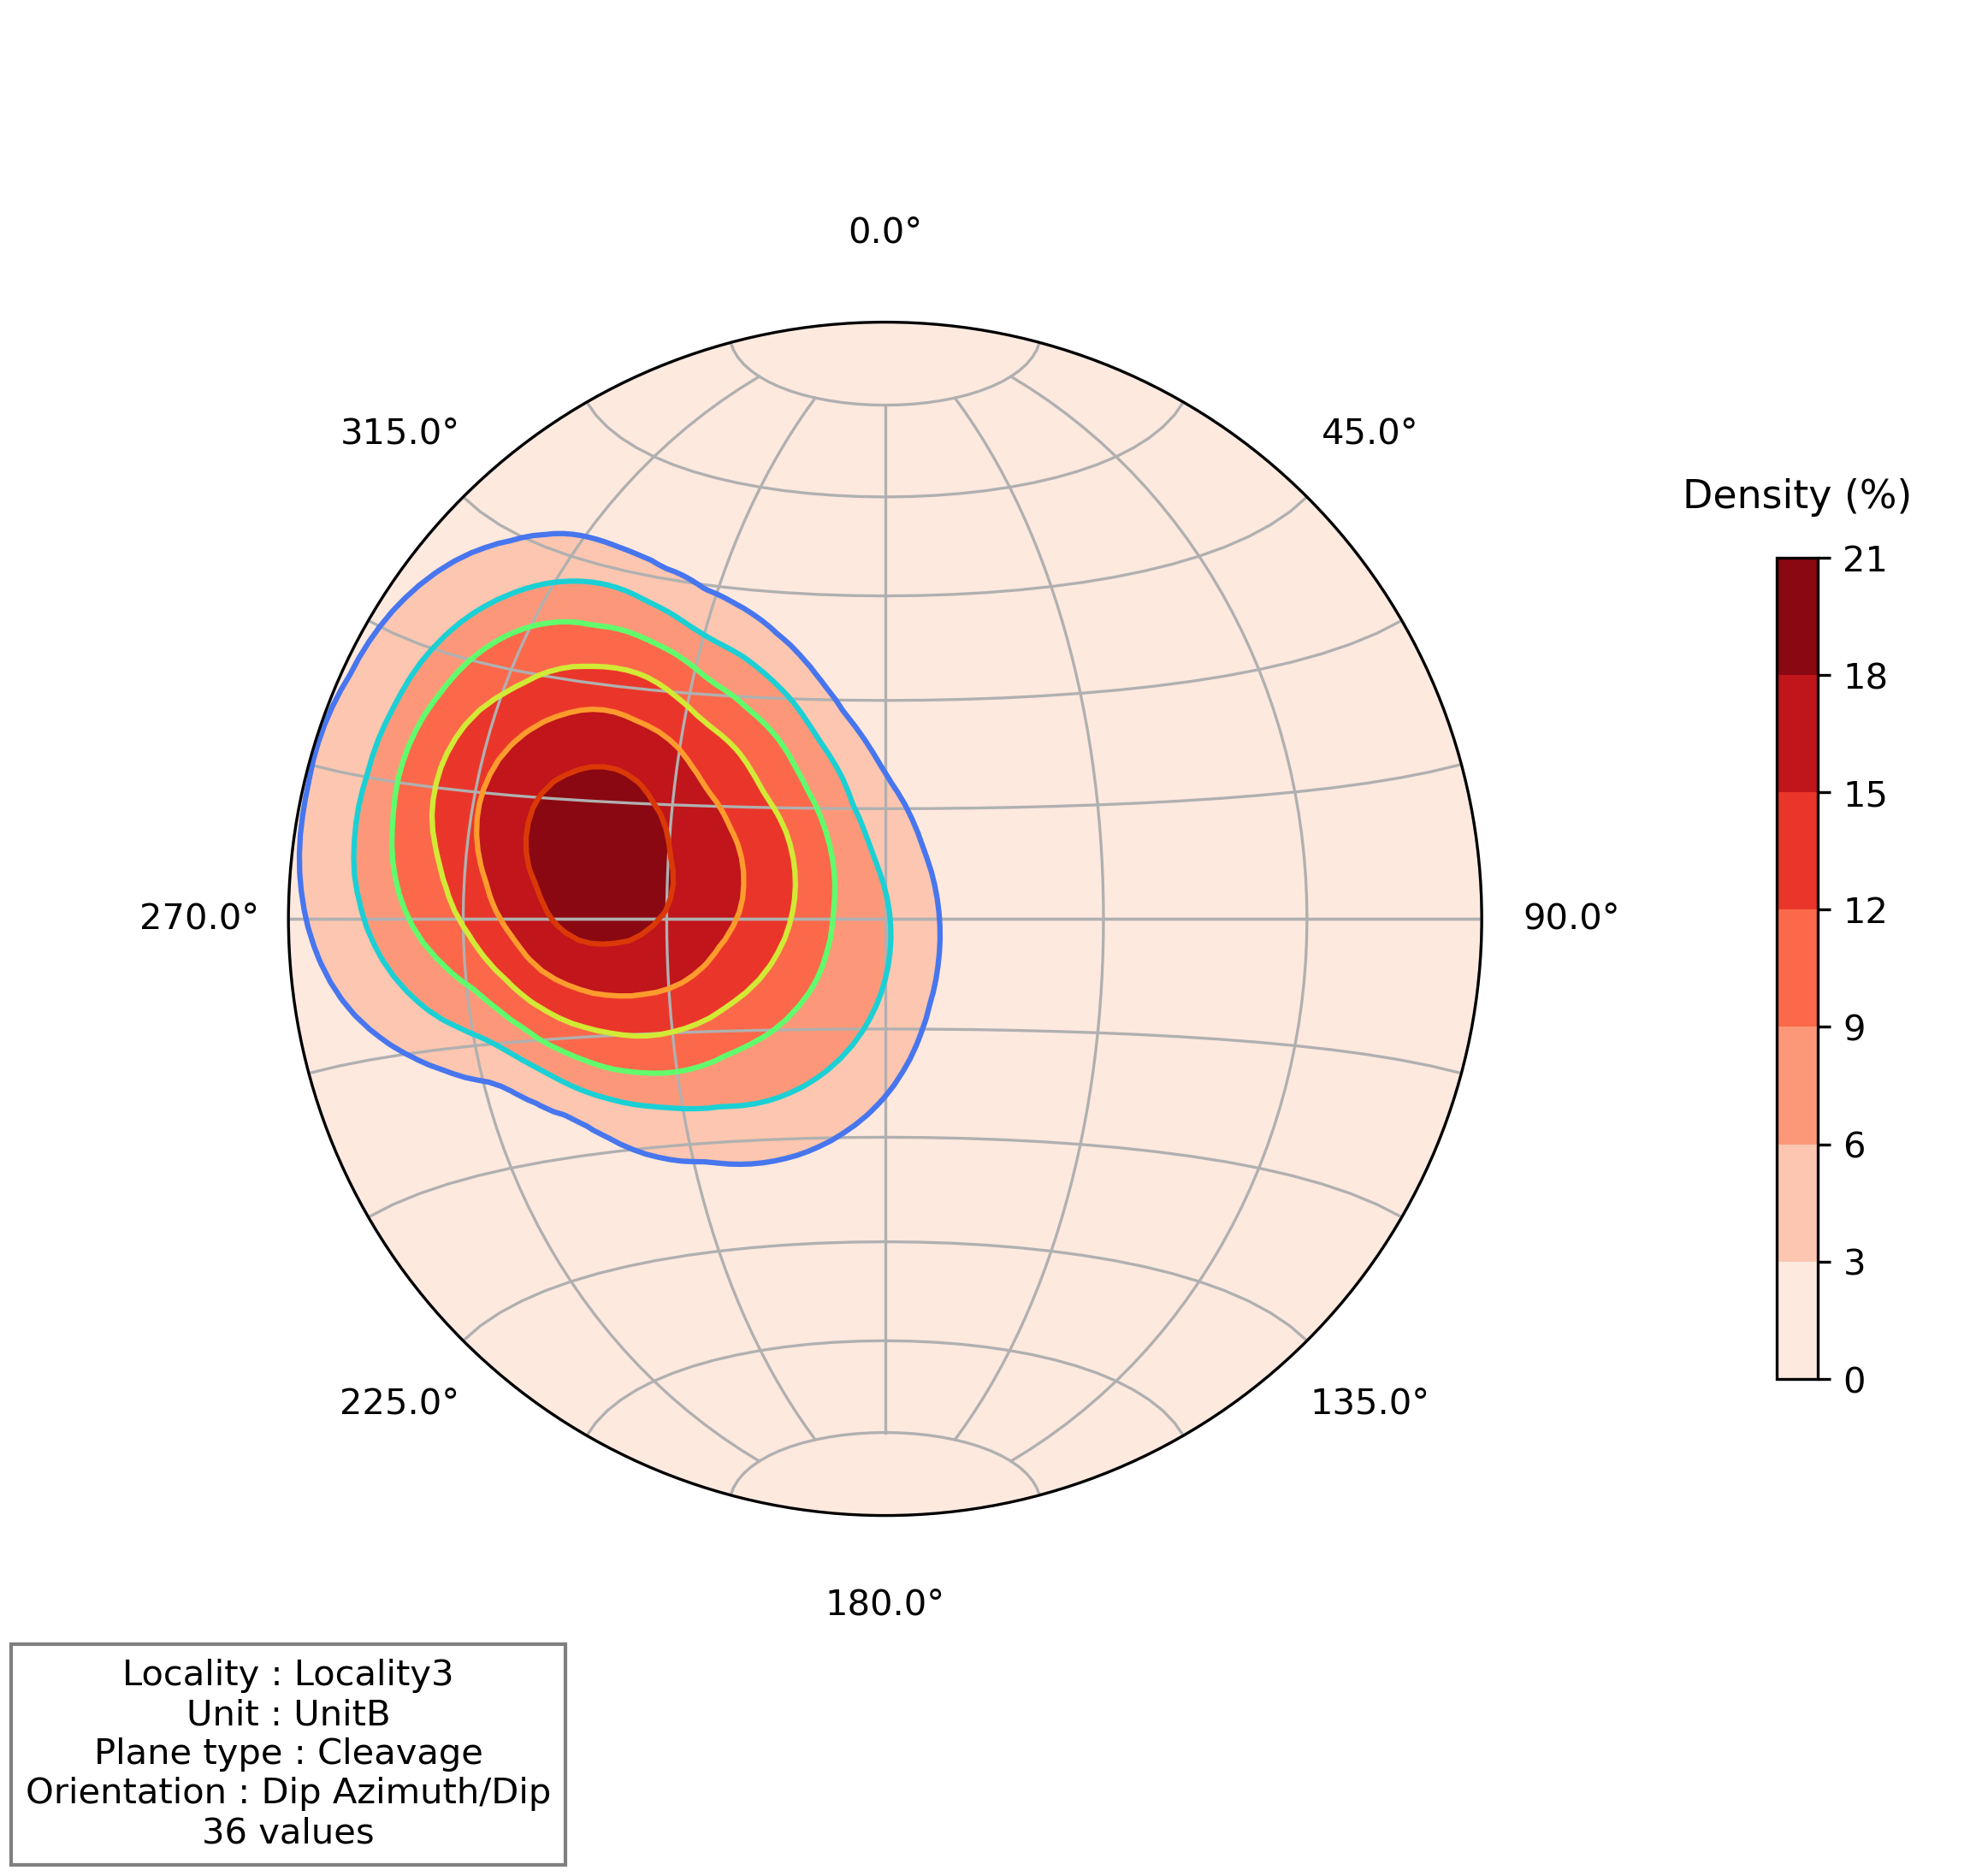 0.0°
315.0°
45.0°
Density (%)
21
18
15
12
9
6
3
0
270.0°
90.0°
225.0°
135.0°
180.0°
Locality : Locality3
Unit : UnitB
Plane type : Cleavage
Orientation : Dip Azimuth/Dip
36 values